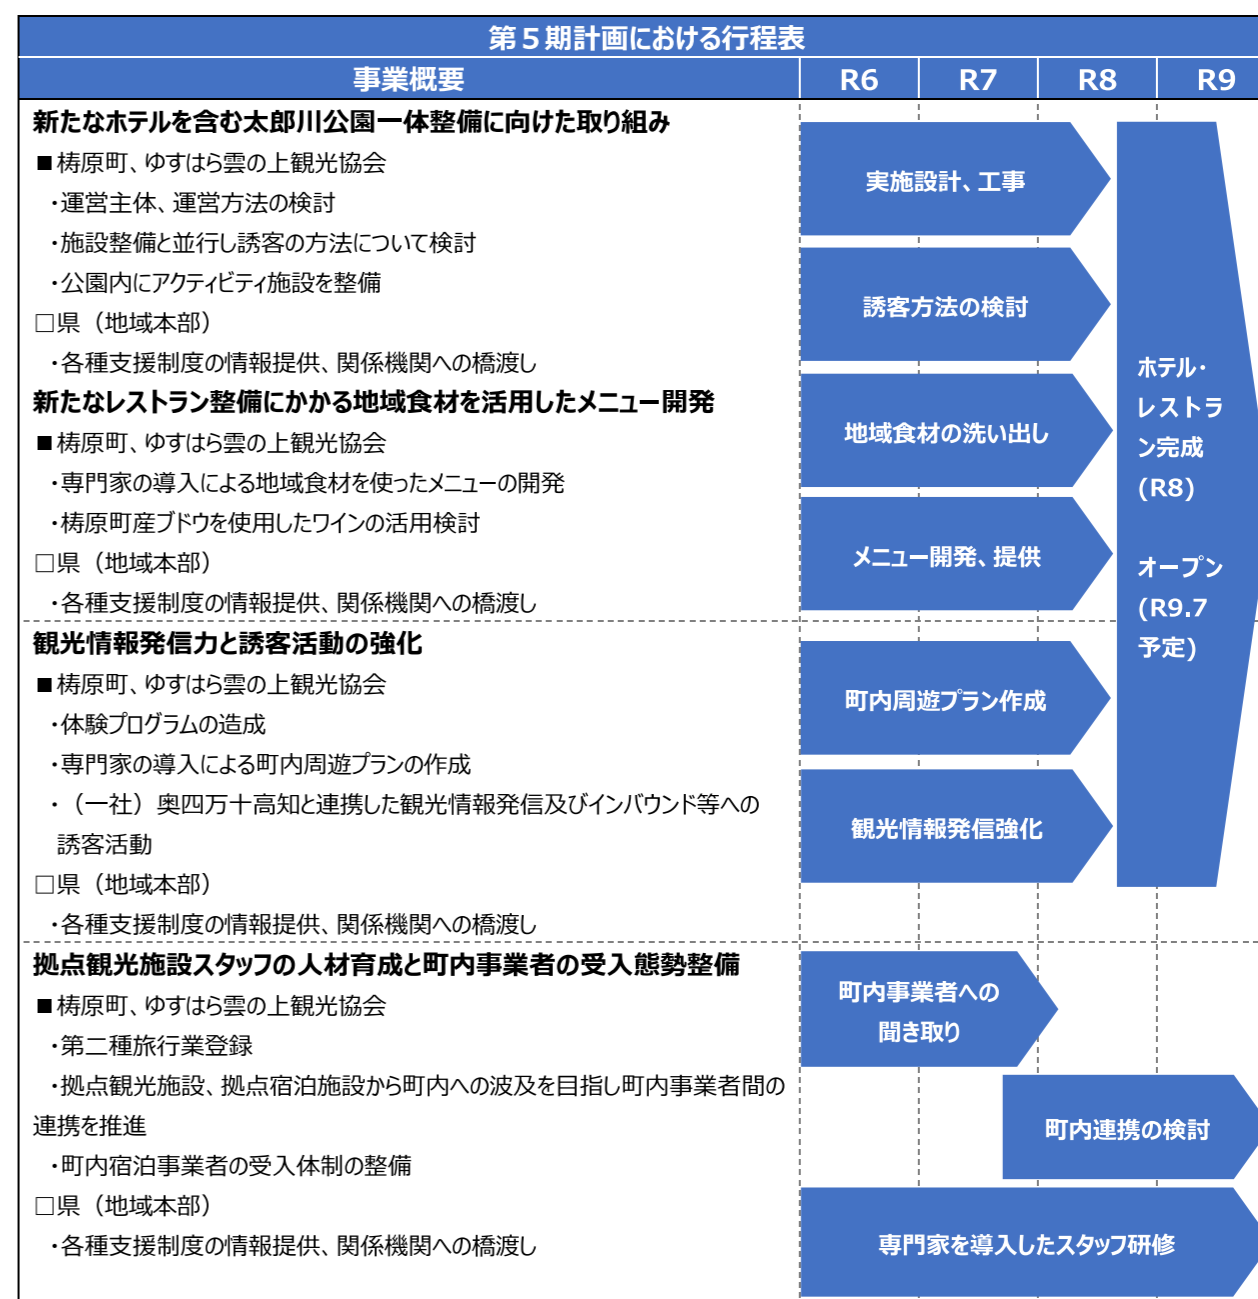 第５期計画における行程表
事業概要 R6 R7 R8 R9
新たなホテルを含む太郎川公園一体整備に向けた取り組み
■梼原町、ゆすはら雲の上観光協会
・運営主体、運営方法の検討
・施設整備と並行し誘客の方法について検討
・公園内にアクティビティ施設を整備
□県（地域本部）
・各種支援制度の情報提供、関係機関への橋渡し
新たなレストラン整備にかかる地域食材を活用したメニュー開発
■梼原町、ゆすはら雲の上観光協会
・専門家の導入による地域食材を使ったメニューの開発
・梼原町産ブドウを使用したワインの活用検討
□県（地域本部）
・各種支援制度の情報提供、関係機関への橋渡し
観光情報発信力と誘客活動の強化
■梼原町、ゆすはら雲の上観光協会
・体験プログラムの造成
・専門家の導入による町内周遊プランの作成
・（一社）奥四万十高知と連携した観光情報発信及びインバウンド等への
誘客活動
□県（地域本部）
・各種支援制度の情報提供、関係機関への橋渡し
拠点観光施設スタッフの人材育成と町内事業者の受入態勢整備
■梼原町、ゆすはら雲の上観光協会
・第二種旅行業登録
・拠点観光施設、拠点宿泊施設から町内への波及を目指し町内事業者間の
連携を推進
・町内宿泊事業者の受入体制の整備
□県（地域本部）
・各種支援制度の情報提供、関係機関への橋渡し
実施設計、工事
誘客方法の検討
地域食材の洗い出し
メニュー開発、提供
町内周遊プラン作成
観光情報発信強化
ホテル・
レストラ
ン完成
(R8)
オープン
(R9.7
予定)
町内事業者への
聞き取り
町内連携の検討
専門家を導入したスタッフ研修